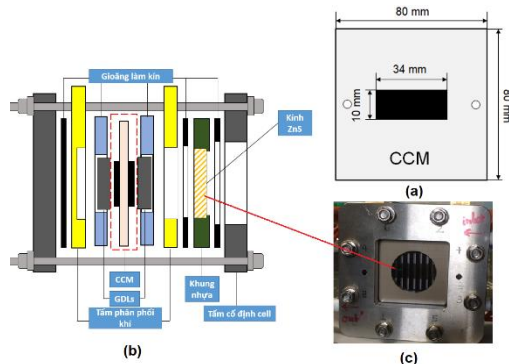 Gioăng làm kín
Kính
ZnS
CCM
GDLs
Tấm phân phối
khí
Khung
nhựa
Tấm cố định cell
(b)
80 mm
80 mm
34 mm
10 mm
CCM
(a)
(c)